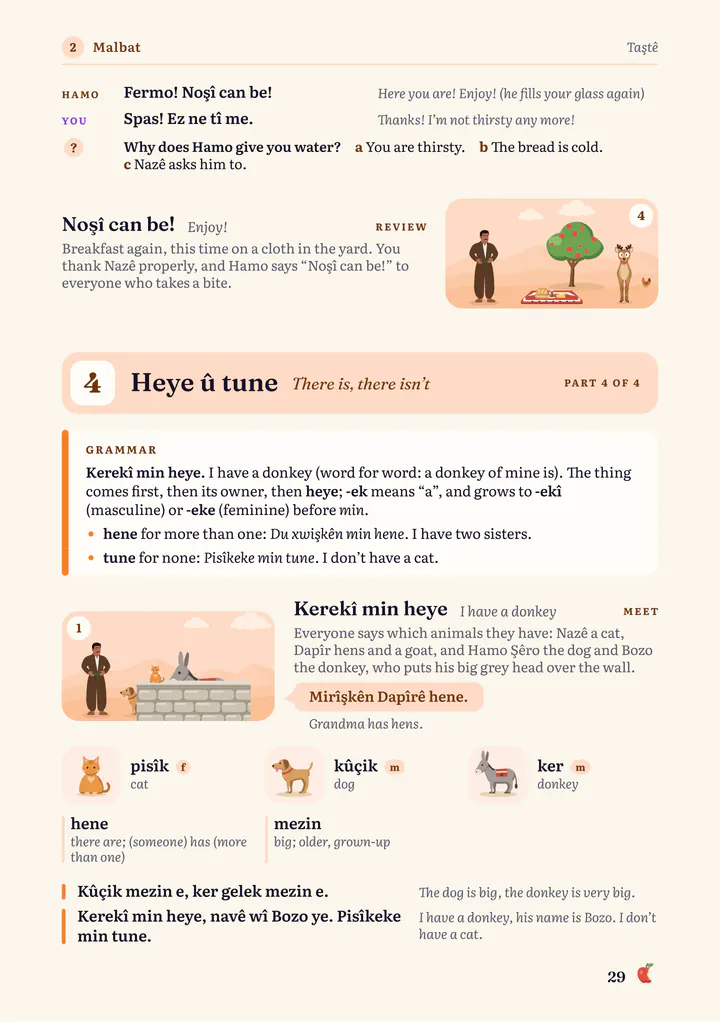 2 Malbat Taştê
HAMO Fermo! Noşî can be! Here you are! Enjoy! (he fills your glass again)
YOU Spas! Ez ne tî me. Thanks! I’m not thirsty any more!
? Why does Hamo give you water? a You are thirsty. b The bread is cold.
c Nazê asks him to.
Noşî can be! Enjoy! REVIEW
Breakfast again, this time on a cloth in the yard. You
thank Nazê properly, and Hamo says “Noşî can be!” to
everyone who takes a bite.
4
4 Heye û tune There is, there isn’t PART 4 OF 4
GRAMMAR
Kerekî min heye. I have a donkey (word for word: a donkey of mine is). The thing
comes first, then its owner, then heye; -ek means “a”, and grows to -ekî
(masculine) or -eke (feminine) before min.
• hene for more than one: Du xwişkên min hene. I have two sisters.
• tune for none: Pisîkeke min tune. I don’t have a cat.
1
Kerekî min heye I have a donkey MEET
Everyone says which animals they have: Nazê a cat,
Dapîr hens and a goat, and Hamo Şêro the dog and Bozo
the donkey, who puts his big grey head over the wall.
Mirîşkên Dapîrê hene.
Grandma has hens.
pisîk f kûçik m ker m
cat dog donkey
hene mezin
there are; (someone) has (more big; older, grown-up
than one)
Kûçik mezin e, ker gelek mezin e. The dog is big, the donkey is very big.
Kerekî min heye, navê wî Bozo ye. Pisîkeke I have a donkey, his name is Bozo. I don’t
min tune. have a cat.
29